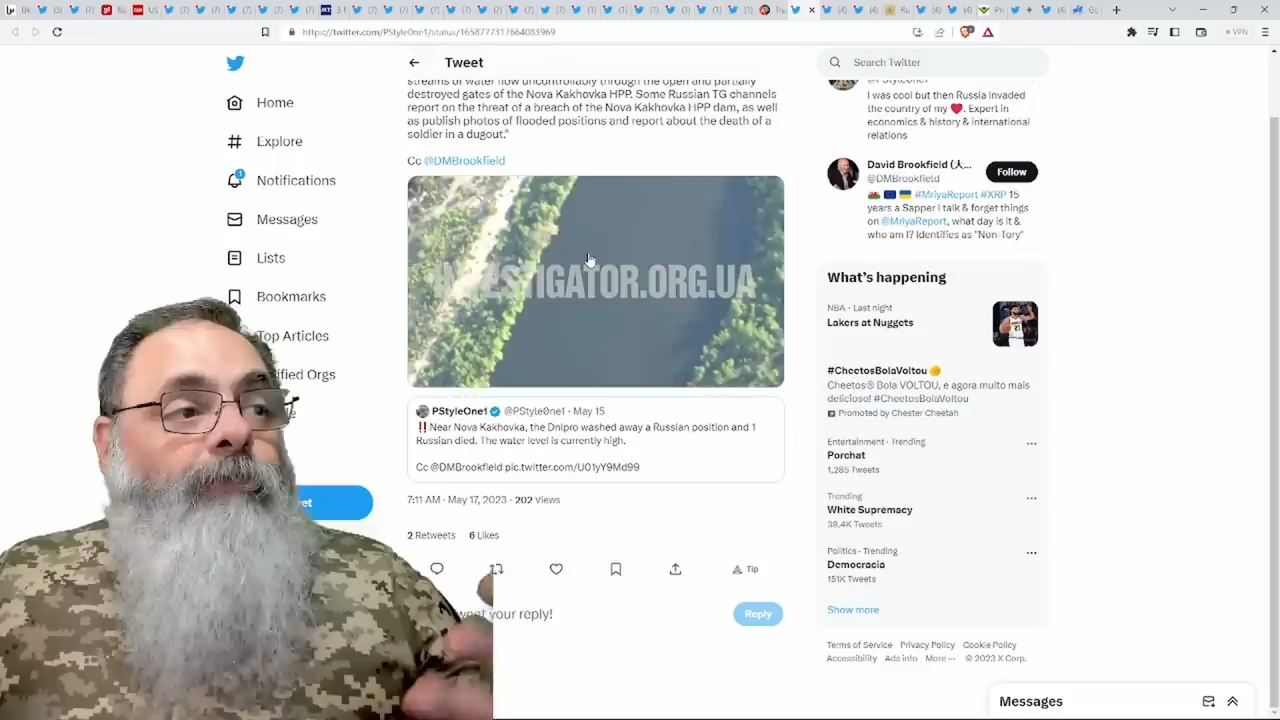 https://twitter.com/PStyle0ne1/status/1658777317664083969
VPN
Home
Explore
1
Notifications
Messages
Lists
Bookmarks
Top Articles
Tweet
streams of water flow uncontrollably through the open and partially
destroyed gates of the Nova Kakhovka HPP. Some Russian TG channels
report on the threat of a breach of the Nova Kakhovka HPP dam, as well
as publish photos of flooded positions and report about the death of a
soldier in a dugout."
Cc @DMBrookfield
TIGATOR.ORG.UA
PStyleOne1 @PStyle0ne1 · May 15
‼️Near Nova Kakhovka, the Dnipro washed away a Russian position and 1
Russian died. The water level is currently high.
Cc @DMBrookfield pic.twitter.com/U01yY9Md99
7:11 AM · May 17, 2023 · 202 Views
2 Retweets 6 Likes
Tip
your reply!
Reply
Search Twitter
I was cool but then Russia invaded
the country of my ❤️. Expert in
economics & history & international
relations
David Brookfield (人...
@DMBrookfield
Follow
#MriyaReport #XRP 15
years a Sapper I talk & forget things
on @MriyaReport, what day is it &
who am I? Identifies as "Non-Tory"
What's happening
NBA · Last night
Lakers at Nuggets
#CheetosBolaVoltou
Cheetos® Bola VOLTOU, e agora muito mais
delicioso! #CheetosBolaVoltou
Promoted by Chester Cheetah
Entertainment · Trending
Porchat
1,285 Tweets
Trending
White Supremacy
38.4K Tweets
Politics · Trending
Democracia
151K Tweets
Show more
Terms of Service Privacy Policy Cookie Policy
Accessibility Ads info More ··· © 2023 X Corp.
Messages